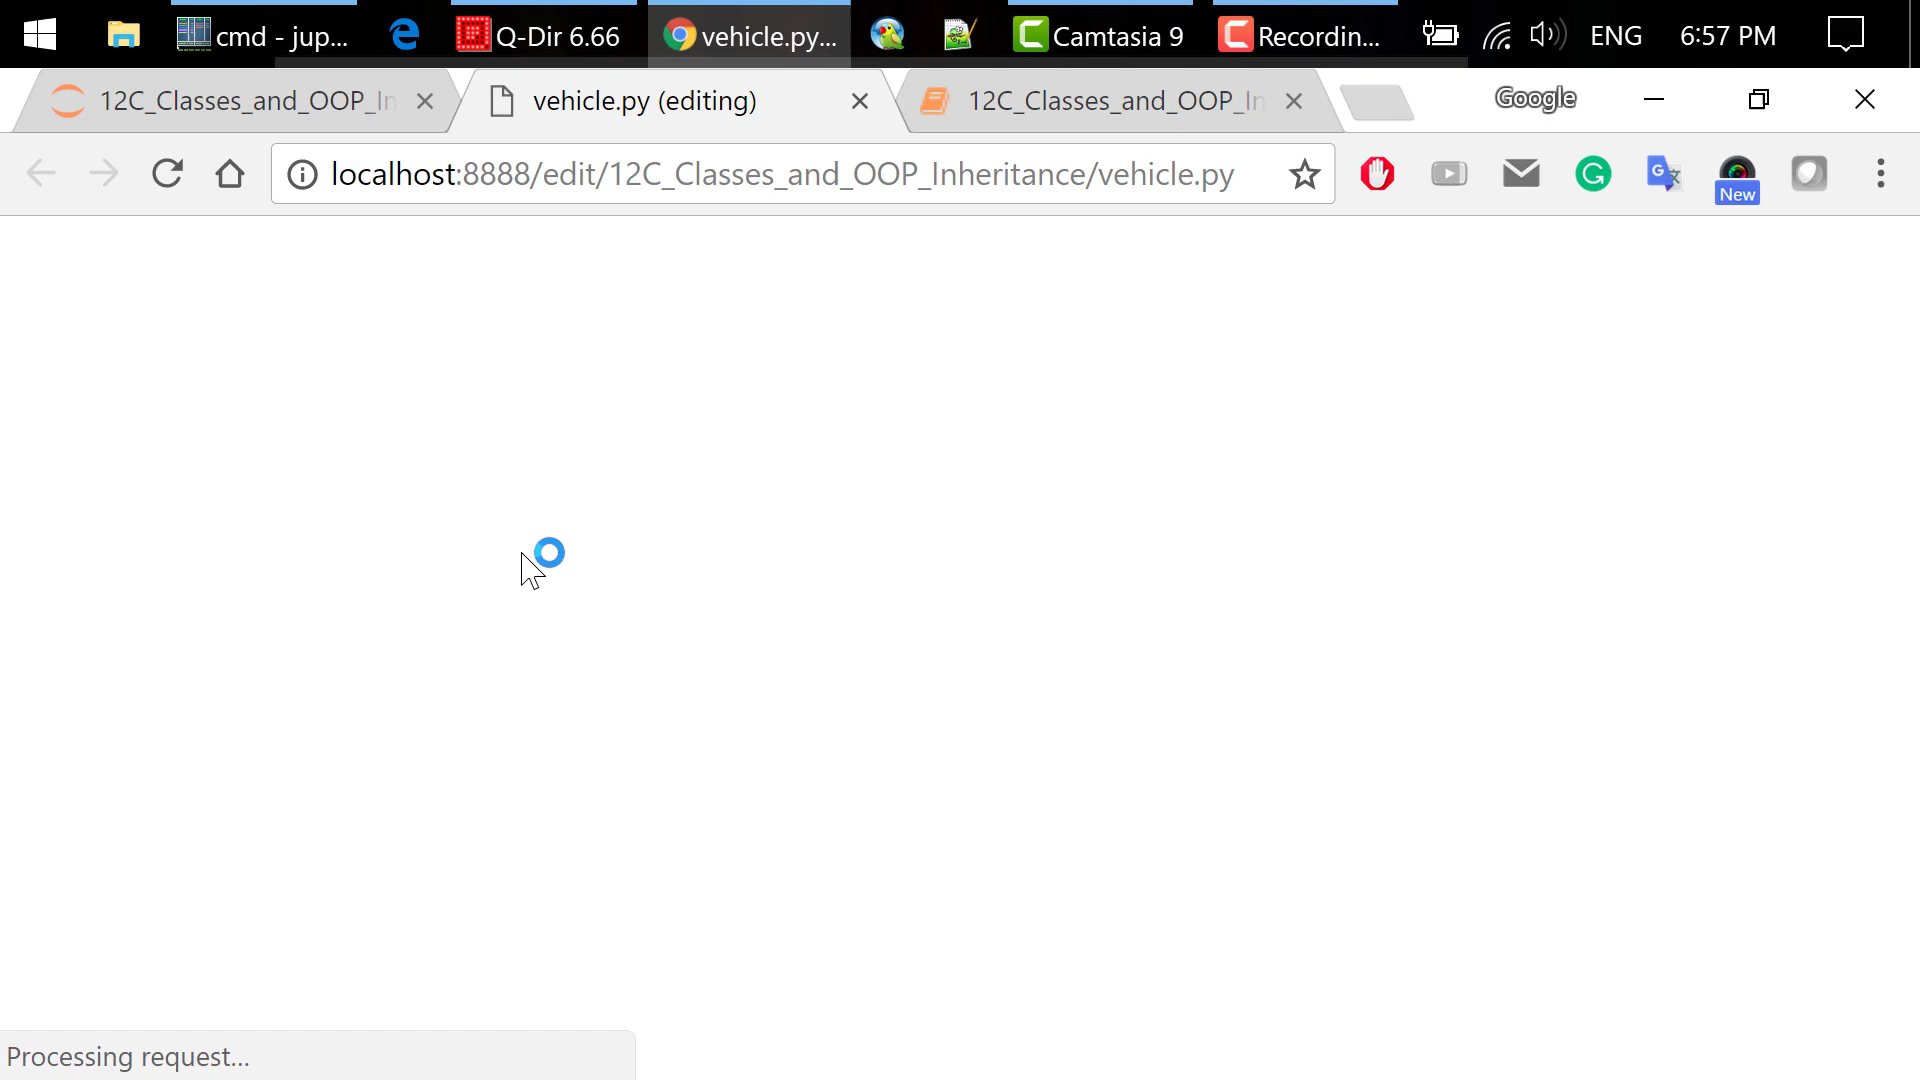 cmd - jup... Q-Dir 6.66 vehicle.py... Camtasia 9 Recordin... ENG 6:57 PM
12C_Classes_and_OOP_In vehicle.py (editing) 12C_Classes_and_OOP_In Google
localhost:8888/edit/12C_Classes_and_OOP_Inheritance/vehicle.py
New
Processing request...